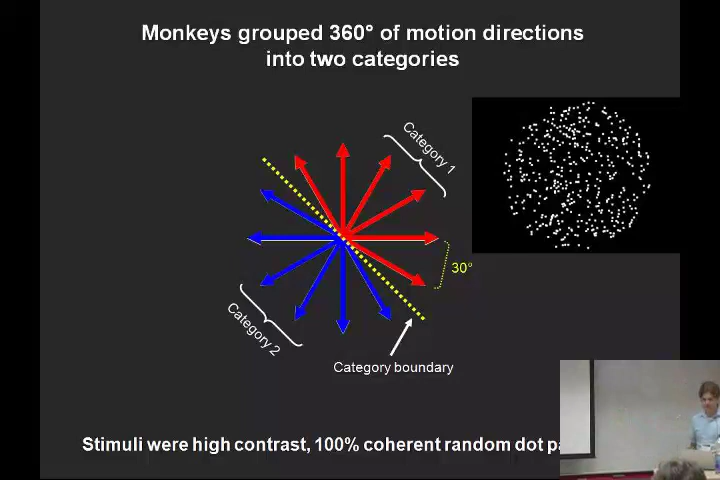 Monkeys grouped 360° of motion directions
into two categories
Category 1
30°
Category 2
Category boundary
Stimuli were high contrast, 100% coherent random dot